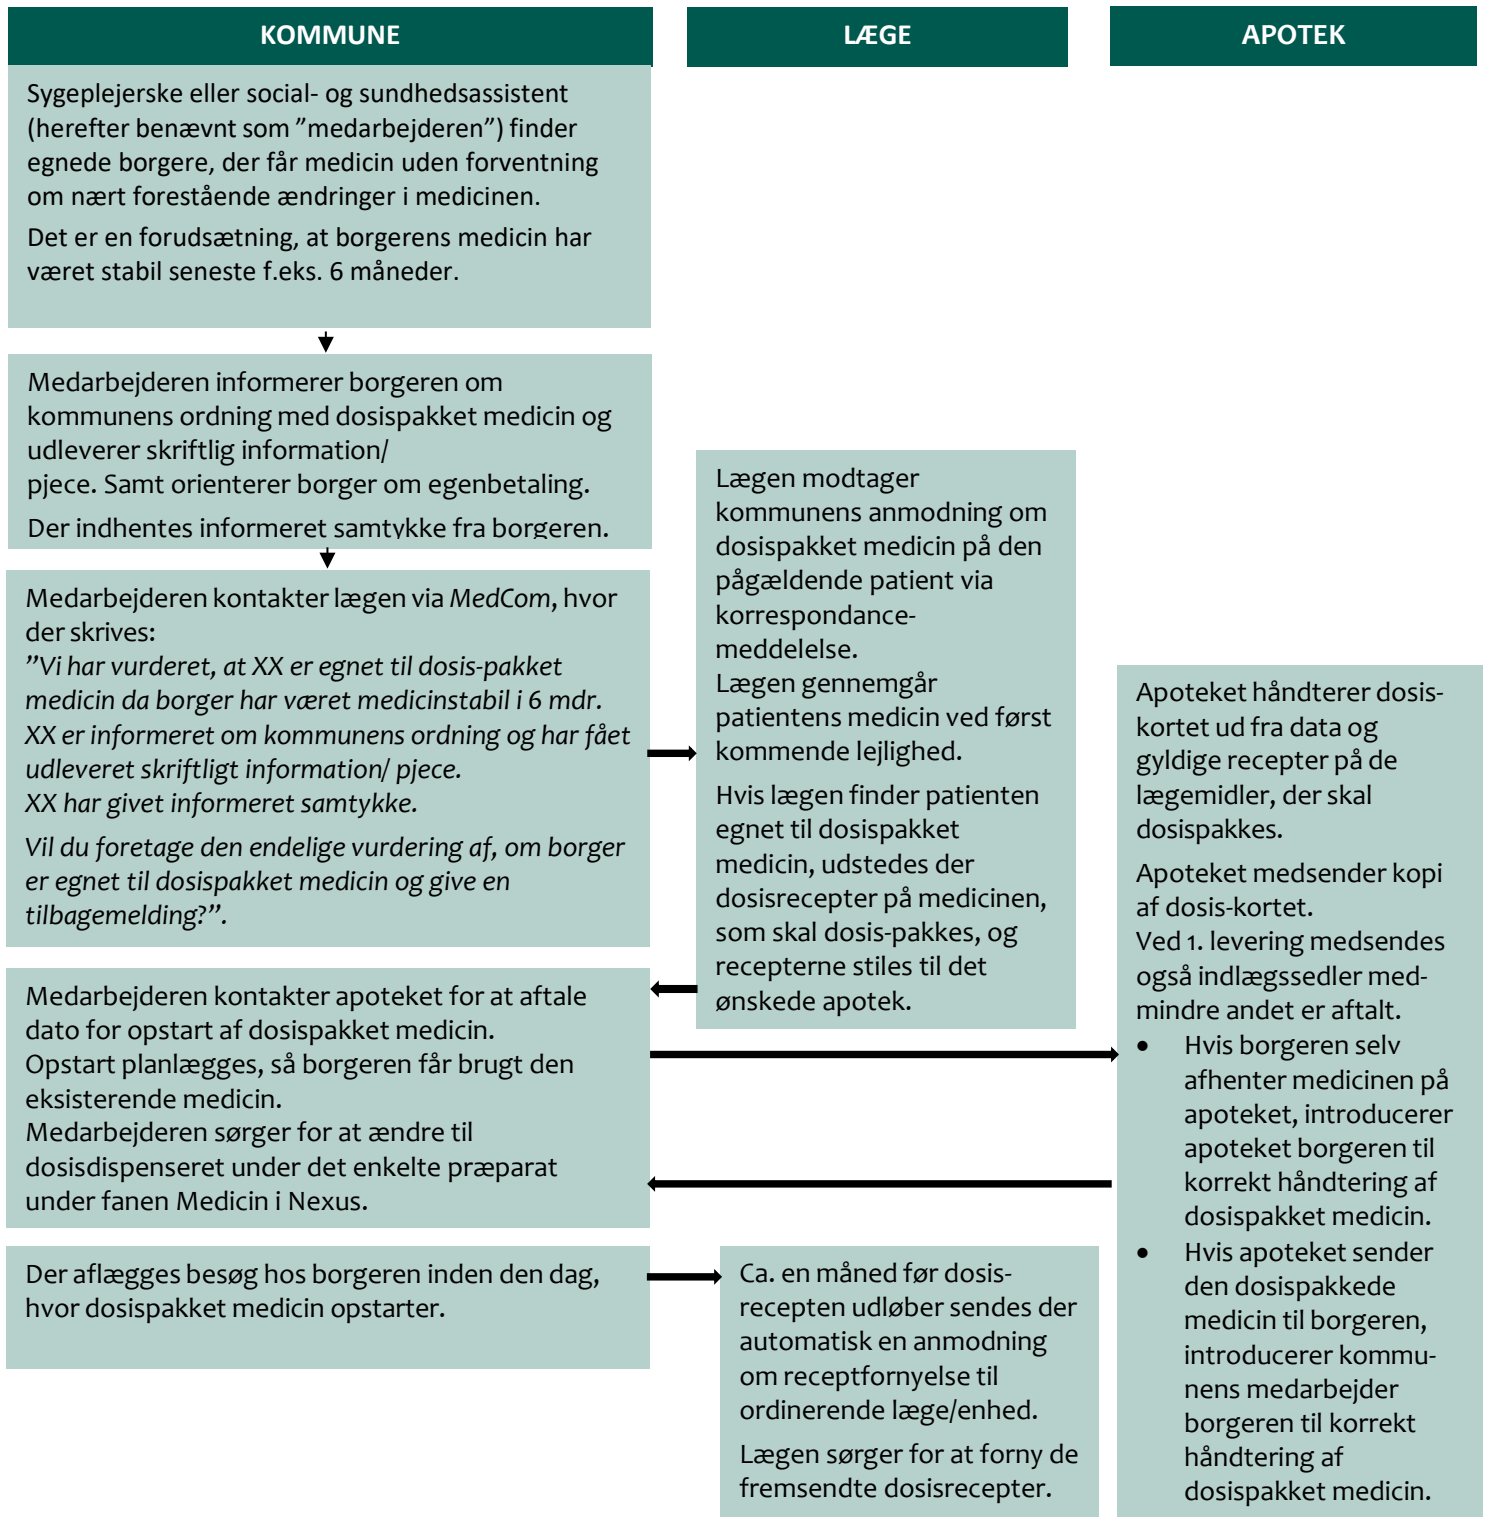 KOMMUNE
Sygeplejerske eller social- og sundhedsassistent
(herefter benævnt som ”medarbejderen”) finder
egnede borgere, der får medicin uden forventning
om nært forestående ændringer i medicinen.
Det er en forudsætning, at borgerens medicin har
været stabil seneste f.eks. 6 måneder.
Medarbejderen informerer borgeren om
kommunens ordning med dosispakket medicin og
udleverer skriftlig information/
pjece. Samt orienterer borger om egenbetaling.
Der indhentes informeret samtykke fra borgeren.
Medarbejderen kontakter lægen via MedCom, hvor
der skrives:
”Vi har vurderet, at XX er egnet til dosis-pakket
medicin da borger har været medicinstabil i 6 mdr.
XX er informeret om kommunens ordning og har fået
udleveret skriftligt information/ pjece.
XX har givet informeret samtykke.
Vil du foretage den endelige vurdering af, om borger
er egnet til dosispakket medicin og give en
tilbagemelding?”.
Medarbejderen kontakter apoteket for at aftale
dato for opstart af dosispakket medicin.
Opstart planlægges, så borgeren får brugt den
eksisterende medicin.
Medarbejderen sørger for at ændre til
dosisdispenseret under det enkelte præparat
under fanen Medicin i Nexus.
Der aflægges besøg hos borgeren inden den dag,
hvor dosispakket medicin opstarter.
LÆGE
Lægen modtager
kommunens anmodning om
dosispakket medicin på den
pågældende patient via
korrespondance-
meddelelse.
Lægen gennemgår
patientens medicin ved først
kommende lejlighed.
Hvis lægen finder patienten
egnet til dosispakket
medicin, udstedes der
dosisrecepter på medicinen,
som skal dosis-pakkes, og
recepterne stiles til det
ønskede apotek.
Ca. en måned før dosis-
recepten udløber sendes der
automatisk en anmodning
om receptfornyelse til
ordinerende læge/enhed.
Lægen sørger for at forny de
fremsendte dosisrecepter.
APOTEK
Apoteket håndterer dosis-
kortet ud fra data og
gyldige recepter på de
lægemidler, der skal
dosispakkes.
Apoteket medsender kopi
af dosis-kortet.
Ved 1. levering medsendes
også indlægssedler med-
mindre andet er aftalt.
• Hvis borgeren selv
afhenter medicinen på
apoteket, introducerer
apoteket borgeren til
korrekt håndtering af
dosispakket medicin.
• Hvis apoteket sender
den dosispakkede
medicin til borgeren,
introducerer kommu-
nens medarbejder
borgeren til korrekt
håndtering af
dosispakket medicin.